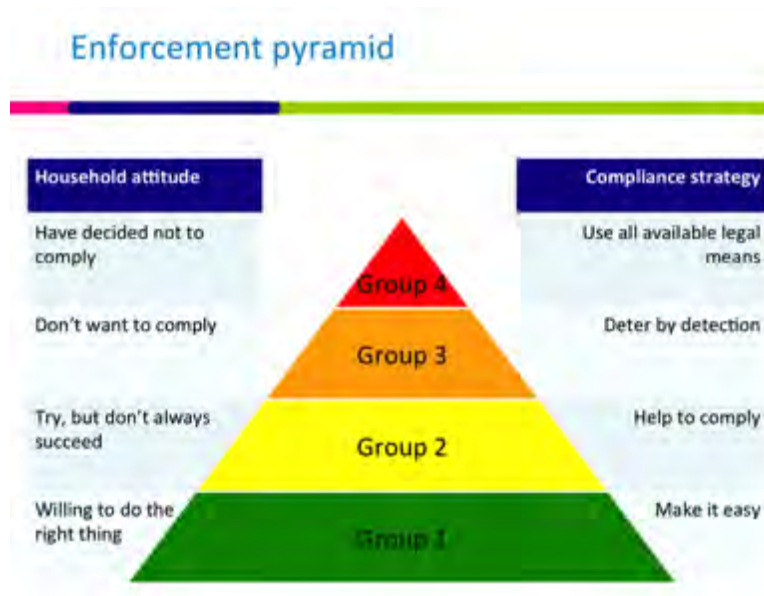 Enforcement pyramid
Household attitude
Compliance strategy
Have decided not to
comply
Group 4
Use all available legal
means
Don't want to comply
Group 3
Deter by detection
Try, but don't always
succeed
Group 2
Help to comply
Willing to do the
right thing
Group 1
Make it easy